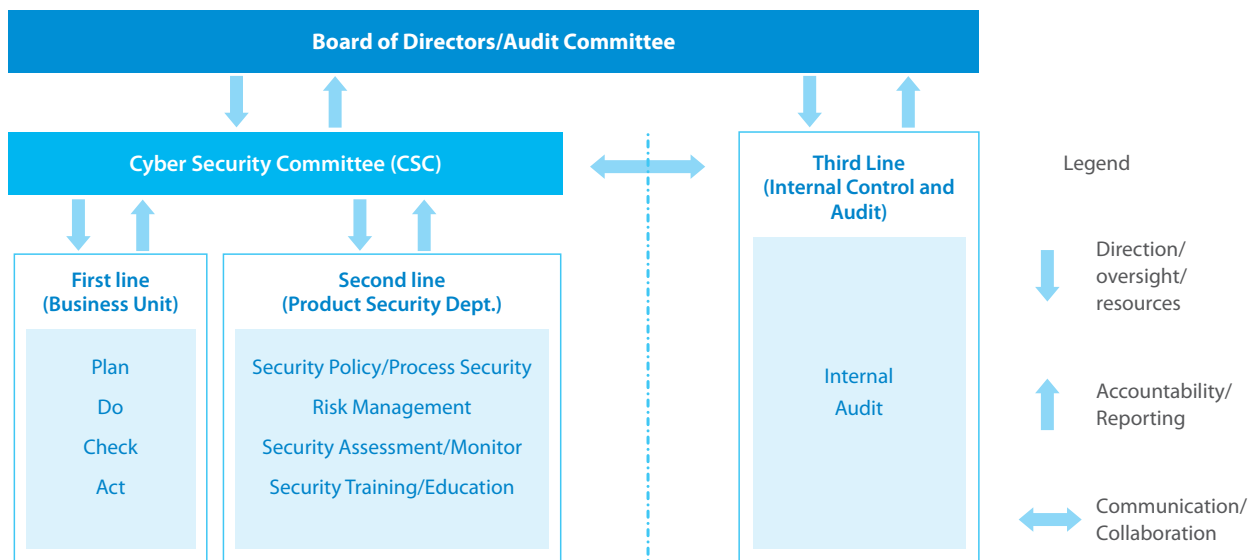 Board of Directors/Audit Committee
Cyber Security Committee (CSC)
First line
(Business Unit)
Plan
Do
Check
Act
Second line
(Product Security Dept.)
Security Policy/Process Security
Risk Management
Security Assessment/Monitor
Security Training/Education
Third Line
(Internal Control and
Audit)
Internal
Audit
Legend
Direction/
oversight/
resources
Accountability/
Reporting
Communication/
Collaboration